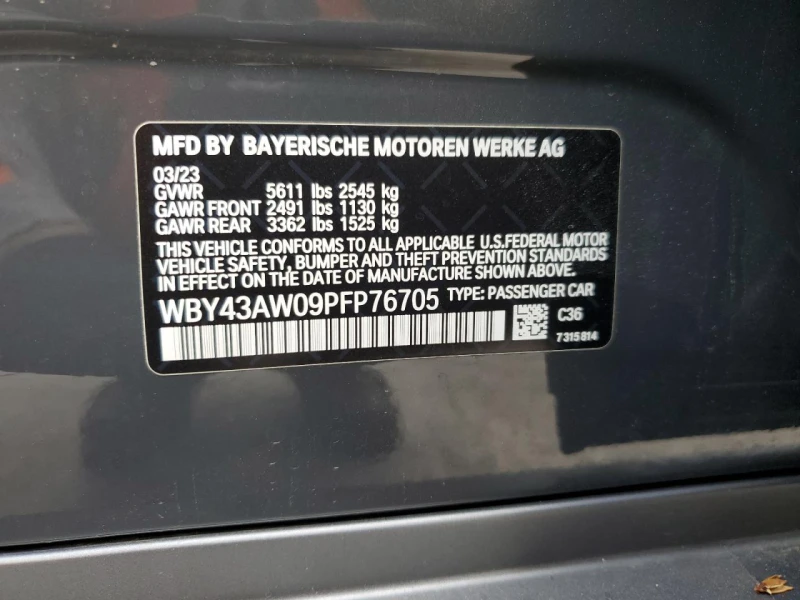 MFD BY BAYERISCHE MOTOREN WERKE AG
03/23
GVWR 5611 lbs 2545 kg
GAWR FRONT 2491 lbs 1130 kg
GAWR REAR 3362 lbs 1525 kg
THIS VEHICLE CONFORMS TO ALL APPLICABLE U.S.FEDERAL MOTOR
VEHICLE SAFETY, BUMPER AND THEFT PREVENTION STANDARDS
IN EFFECT ON THE DATE OF MANUFACTURE SHOWN ABOVE.
WBY43AW09PFP76705 TYPE: PASSENGER CAR
C36
7315814